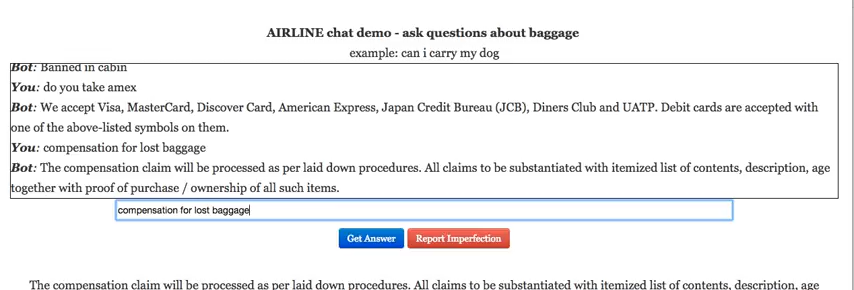 AIRLINE chat demo - ask questions about baggage
example: can i carry my dog
Bot: Banned in cabin
You: do you take amex
Bot: We accept Visa, MasterCard, Discover Card, American Express, Japan Credit Bureau (JCB), Diners Club and UATP. Debit cards are accepted with
one of the above-listed symbols on them.
You: compensation for lost baggage
Bot: The compensation claim will be processed as per laid down procedures. All claims to be substantiated with itemized list of contents, description, age
together with proof of purchase / ownership of all such items.
compensation for lost baggage
Get Answer Report Imperfection
The compensation claim will be processed as per laid down procedures. All claims to be substantiated with itemized list of contents, description, age